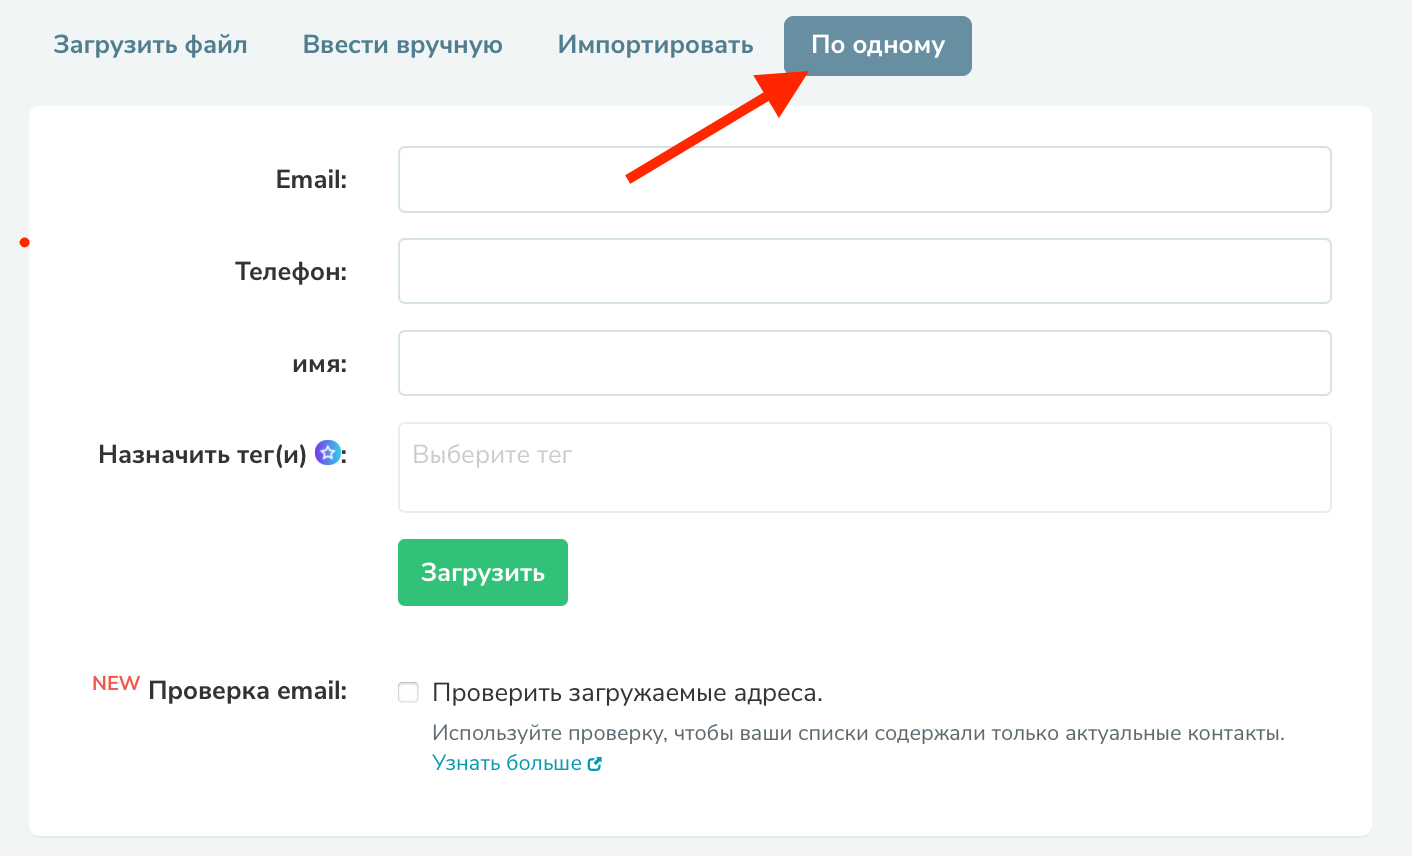 Загрузить файл Ввести вручную Импортировать По одному
Email:
Телефон:
имя:
Назначить тег(и) : Выберите тег
Загрузить
NEW Проверка email: Проверить загружаемые адреса.
Используйте проверку, чтобы ваши списки содержали только актуальные контакты.
Узнать больше